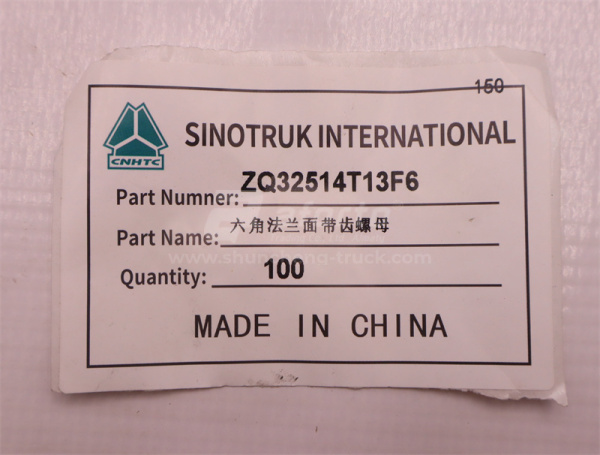 150
SINOTRUK INTERNATIONAL
CNHTC
Part Numner: ZQ32514T13F6
Part Name: 六角法兰面带齿螺母
Quantity: 100
MADE IN CHINA